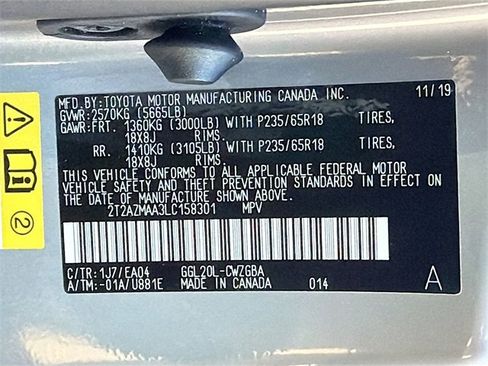 MFD.BY:TOYOTA MOTOR MANUFACTURING CANADA INC. 11/19
GVWR:2570KG (5665LB)
GAWR:FRT. 1360KG (3000LB) WITH P235/65R18 TIRES,
18X8J RIMS.
RR. 1410KG (3105LB) WITH P235/65R18 TIRES,
18X8J RIMS.
THIS VEHICLE CONFORMS TO ALL APPLICABLE FEDERAL MOTOR
VEHICLE SAFETY AND THEFT PREVENTION STANDARDS IN EFFECT
ON THE DATE OF MANUFACTURE SHOWN ABOVE.
2T2AZMAA3LC158301 MPV
C/TR:1J7/EA04 GGL20L-CWZGBA
A/TM:-01A/U881E MADE IN CANADA 014 A
2